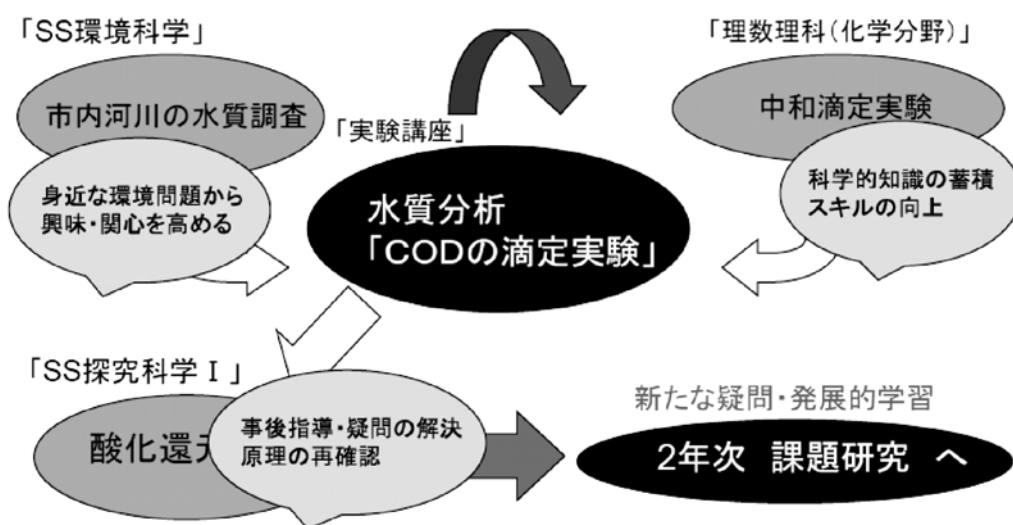 「SS環境科学」
市内河川の水質調査
身近な環境問題から
興味・関心を高める
「理数理科(化学分野)」
中和滴定実験
科学的知識の蓄積
スキルの向上
「実験講座」
水質分析
「CODの滴定実験」
「SS探究科学Ⅰ」
酸化還
事後指導・疑問の解決
原理の再確認
新たな疑問・発展的学習
2年次 課題研究 へ